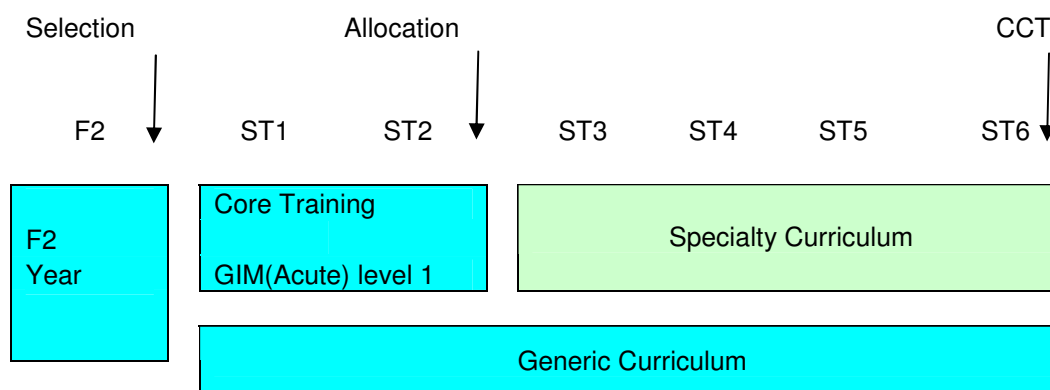 Selection Allocation CCT
F2 ST1 ST2 ST3 ST4 ST5 ST6
F2
Year
Core Training
GIM(Acute) level 1
Specialty Curriculum
Generic Curriculum